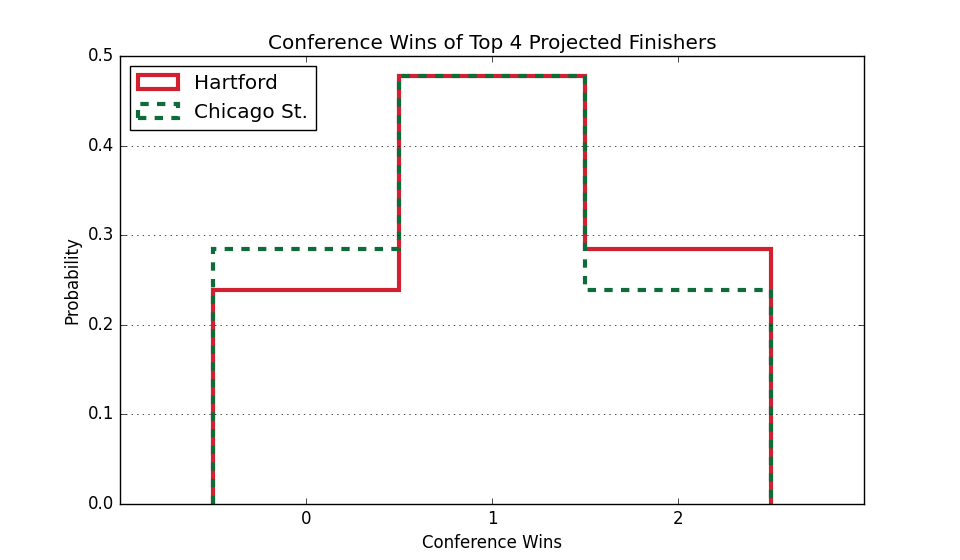 Conference Wins of Top 4 Projected Finishers
Hartford
Chicago St.
0.5
0.4
0.3
0.2
0.1
0.0
Probability
0 1 2
Conference Wins